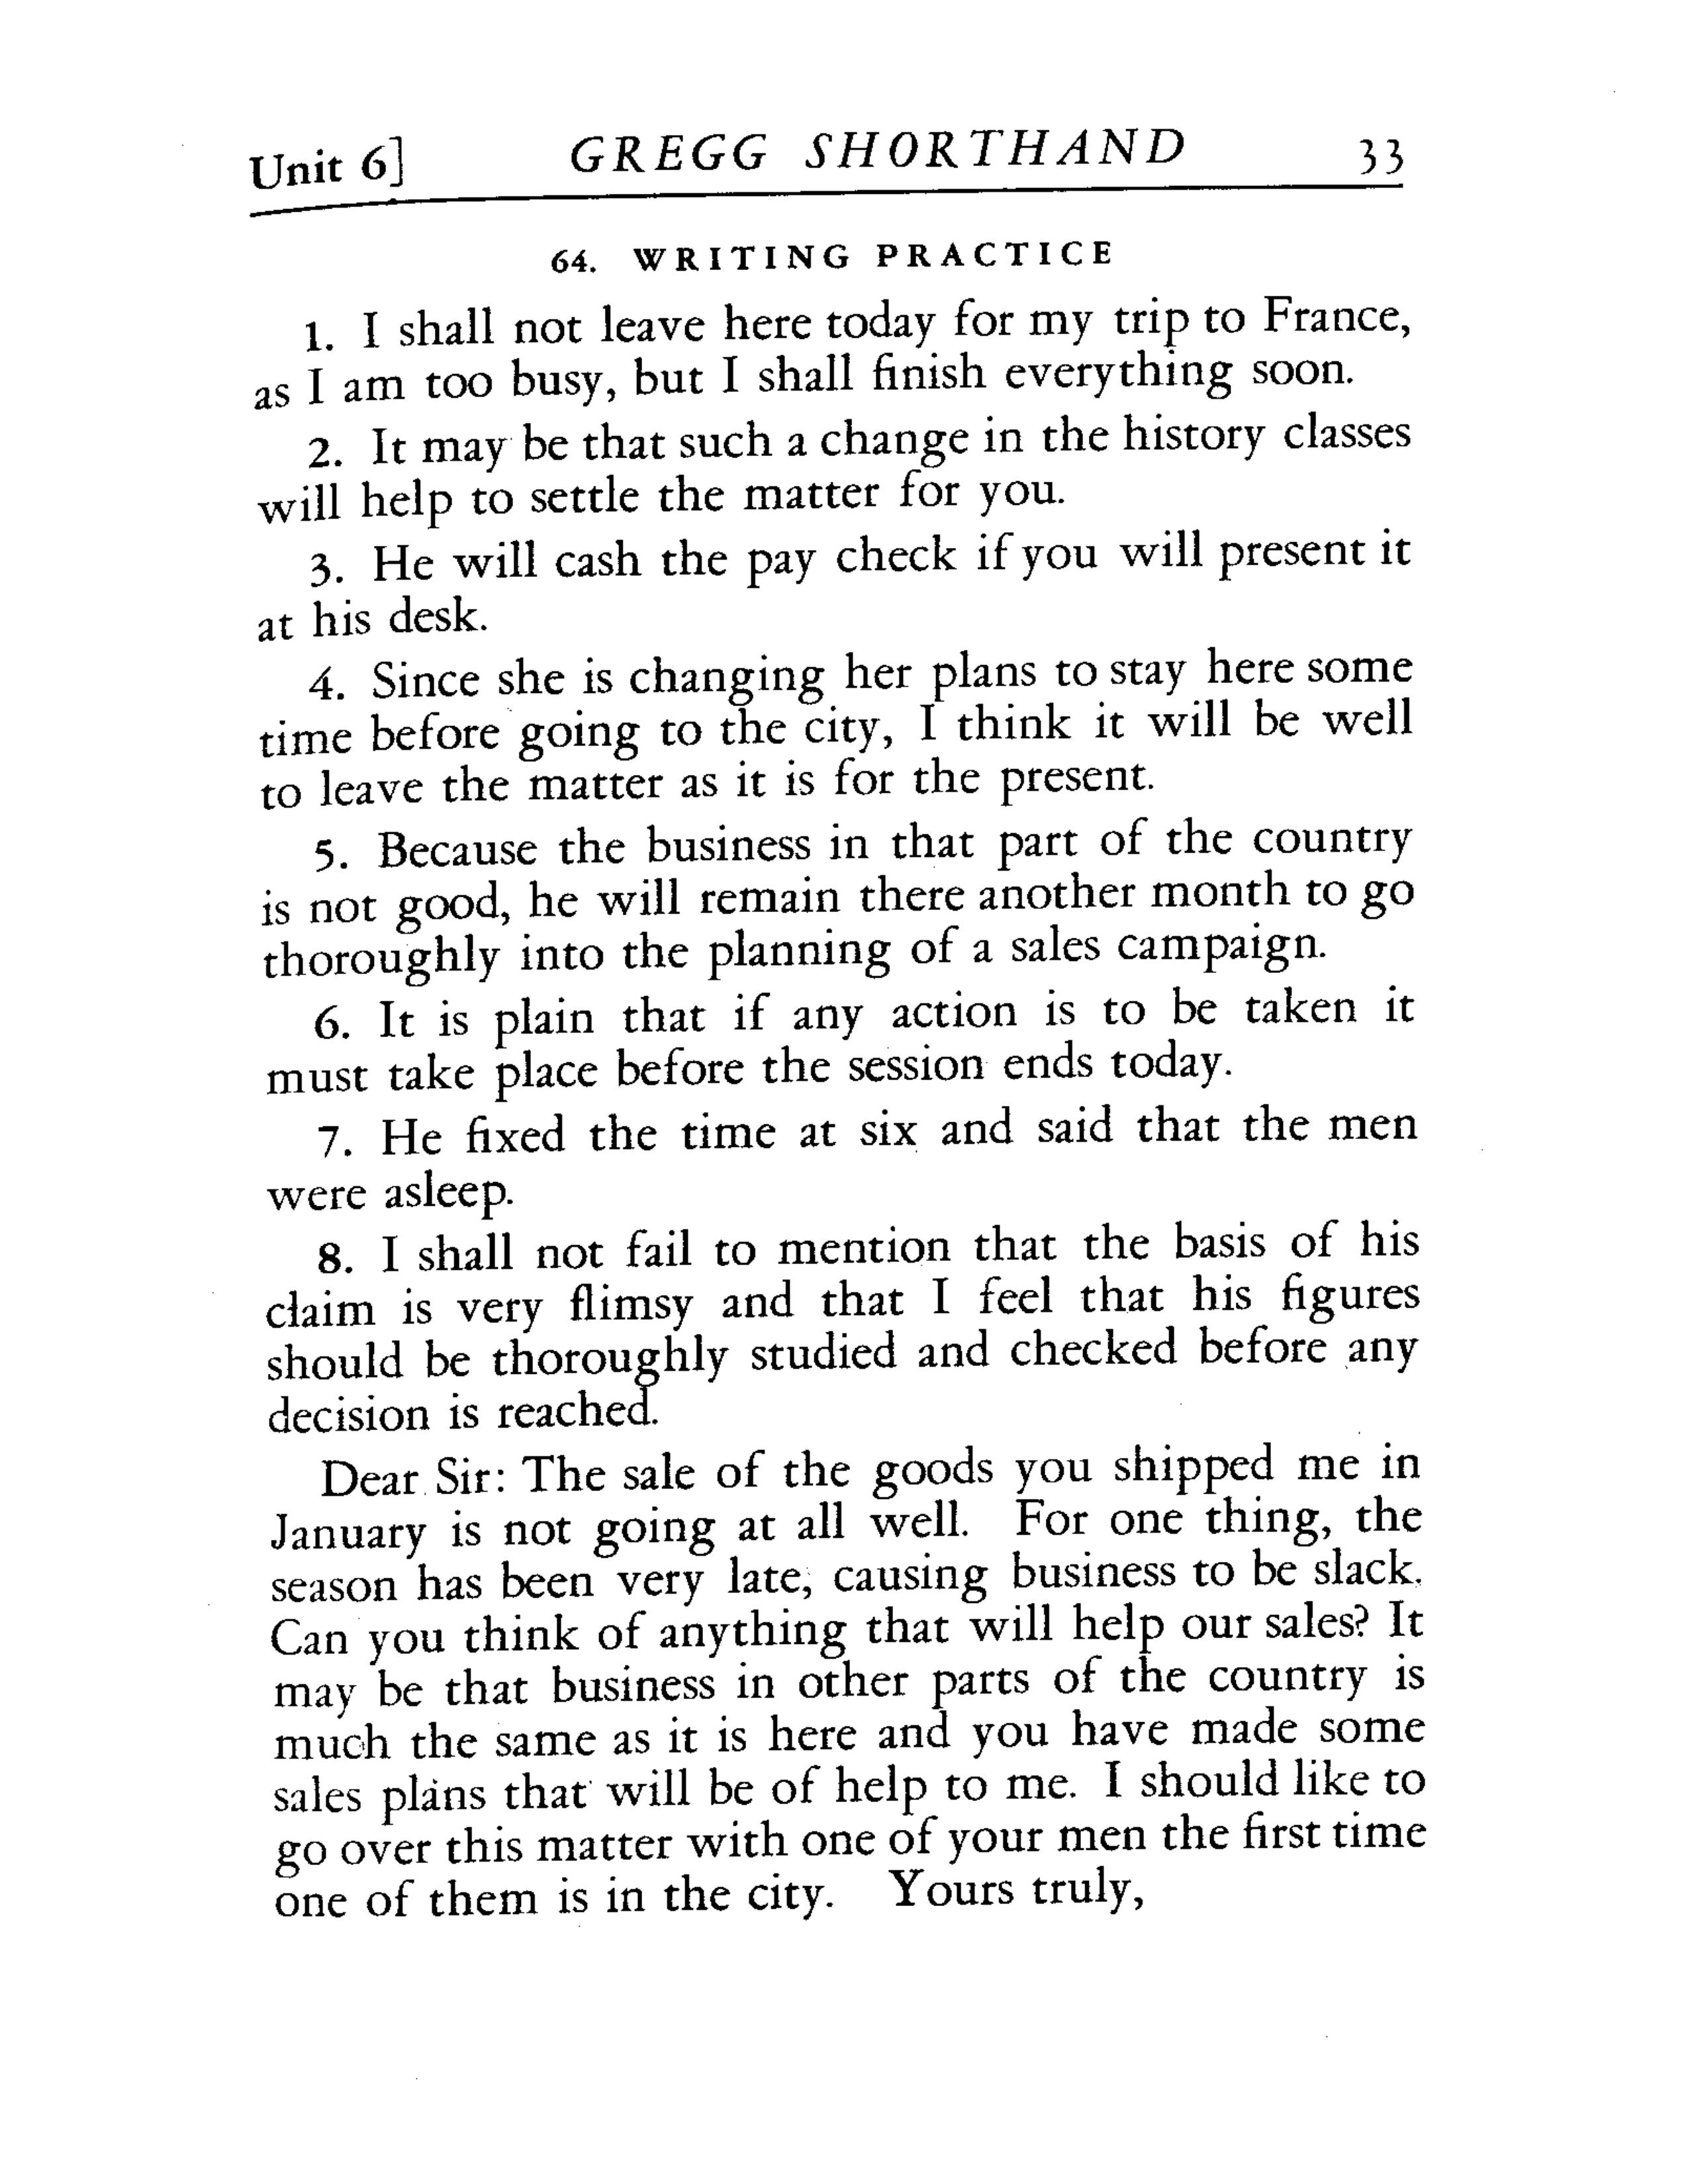 Unit 6] GREGG SHORTHAND 33
64. WRITING PRACTICE
1. I shall not leave here today for my trip to France,
as I am too busy, but I shall finish everything soon.
2. It may be that such a change in the history classes
will help to settle the matter for you.
3. He will cash the pay check if you will present it
at his desk.
4. Since she is changing her plans to stay here some
time before going to the city, I think it will be well
to leave the matter as it is for the present.
5. Because the business in that part of the country
is not good, he will remain there another month to go
thoroughly into the planning of a sales campaign.
6. It is plain that if any action is to be taken it
must take place before the session ends today.
7. He fixed the time at six and said that the men
were asleep.
8. I shall not fail to mention that the basis of his
claim is very flimsy and that I feel that his figures
should be thoroughly studied and checked before any
decision is reached.
Dear Sir: The sale of the goods you shipped me in
January is not going at all well. For one thing, the
season has been very late, causing business to be slack.
Can you think of anything that will help our sales? It
may be that business in other parts of the country is
much the same as it is here and you have made some
sales plans that will be of help to me. I should like to
go over this matter with one of your men the first time
one of them is in the city. Yours truly,